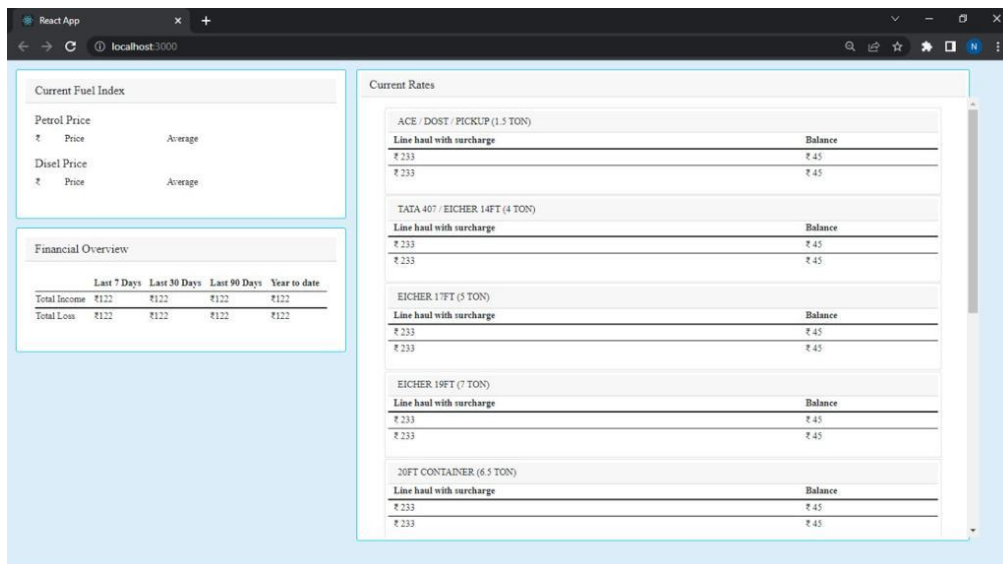 React App
localhost:3000
N
Current Fuel Index
Petrol Price
₹ Price Average
Disel Price
₹ Price Average
Financial Overview
Last 7 Days Last 30 Days Last 90 Days Year to date
Total Income ₹122 ₹122 ₹122 ₹122
Total Loss ₹122 ₹122 ₹122 ₹122
Current Rates
ACE / DOST / PICKUP (1.5 TON)
Line haul with surcharge Balance
₹ 233 ₹ 45
₹ 233 ₹ 45
TATA 407 / EICHER 14FT (4 TON)
Line haul with surcharge Balance
₹ 233 ₹ 45
₹ 233 ₹ 45
EICHER 17FT (5 TON)
Line haul with surcharge Balance
₹ 233 ₹ 45
₹ 233 ₹ 45
EICHER 19FT (7 TON)
Line haul with surcharge Balance
₹ 233 ₹ 45
₹ 233 ₹ 45
20FT CONTAINER (6.5 TON)
Line haul with surcharge Balance
₹ 233 ₹ 45
₹ 233 ₹ 45